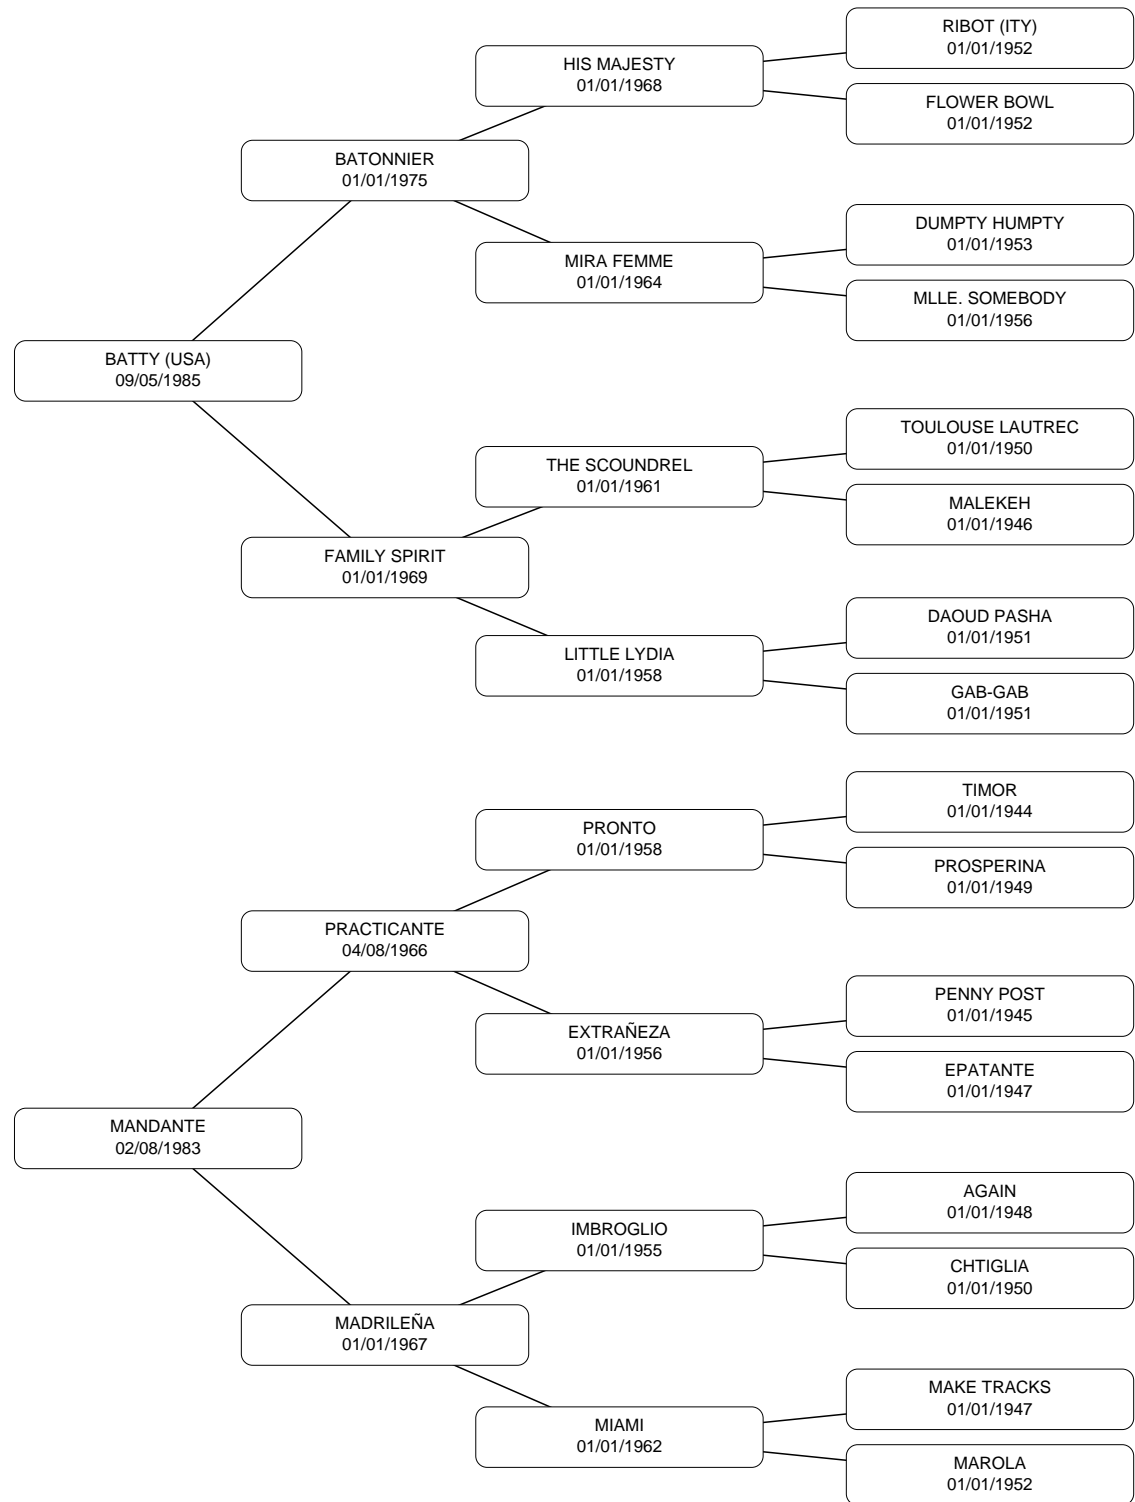 RIBOT (ITY)
01/01/1952
HIS MAJESTY
01/01/1968
FLOWER BOWL
01/01/1952
BATONNIER
01/01/1975
DUMPTY HUMPTY
01/01/1953
MIRA FEMME
01/01/1964
MLLE. SOMEBODY
01/01/1956
BATTY (USA)
09/05/1985
TOULOUSE LAUTREC
01/01/1950
THE SCOUNDREL
01/01/1961
MALEKEH
01/01/1946
FAMILY SPIRIT
01/01/1969
DAOUD PASHA
01/01/1951
LITTLE LYDIA
01/01/1958
GAB-GAB
01/01/1951
TIMOR
01/01/1944
PRONTO
01/01/1958
PROSPERINA
01/01/1949
PRACTICANTE
04/08/1966
PENNY POST
01/01/1945
EXTRAÑEZA
01/01/1956
EPATANTE
01/01/1947
MANDANTE
02/08/1983
AGAIN
01/01/1948
IMBROGLIO
01/01/1955
CHTIGLIA
01/01/1950
MADRILEÑA
01/01/1967
MAKE TRACKS
01/01/1947
MIAMI
01/01/1962
MAROLA
01/01/1952